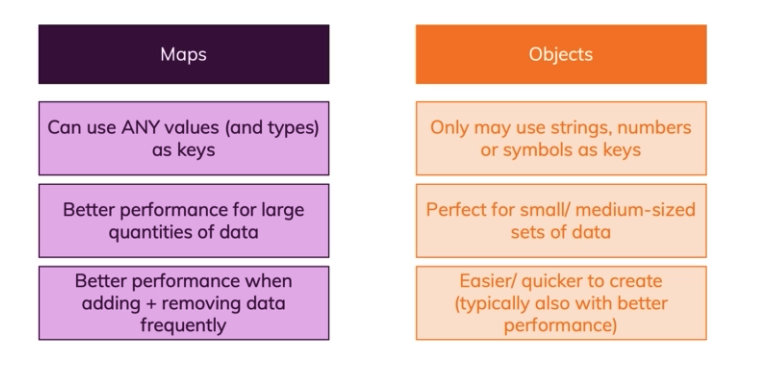 Maps
Can use ANY values (and types)
as keys
Better performance for large
quantities of data
Better performance when
adding + removing data
frequently
Objects
Only may use strings, numbers
or symbols as keys
Perfect for small/ medium-sized
sets of data
Easier/ quicker to create
(typically also with better
performance)